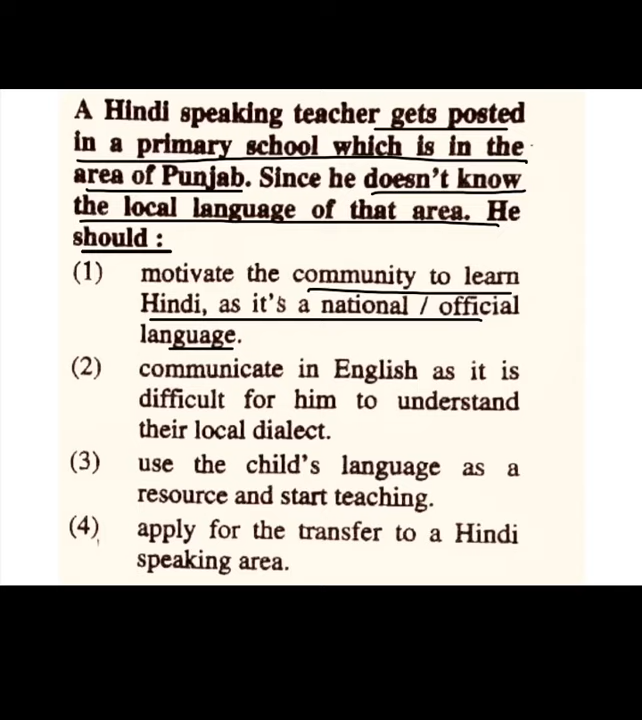 A Hindi speaking teacher gets posted
in a primary school which is in the
area of Punjab. Since he doesn't know
the local language of that area. He
should :
(1) motivate the community to learn
Hindi, as it's a national / official
language.
(2) communicate in English as it is
difficult for him to understand
their local dialect.
(3) use the child's language as a
resource and start teaching.
(4) apply for the transfer to a Hindi
speaking area.